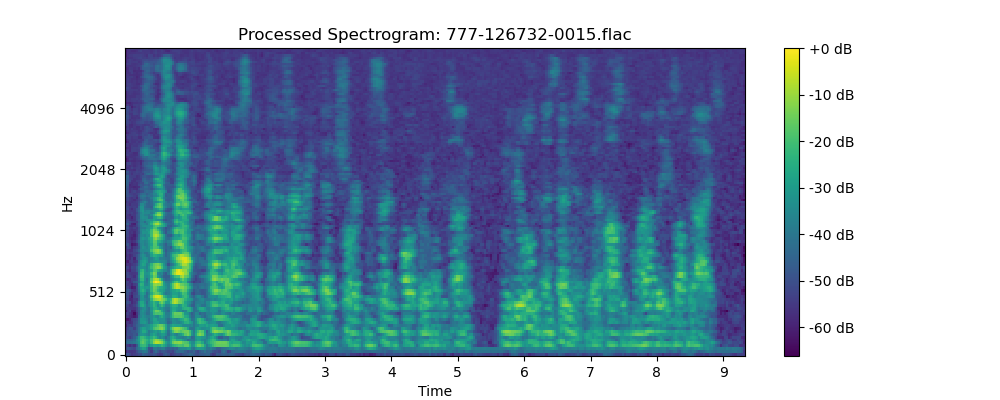 Processed Spectrogram: 777-126732-0015.flac
Hz
4096
2048
1024
512
0
0 1 2 3 4 5 6 7 8 9
Time
+0 dB
-10 dB
-20 dB
-30 dB
-40 dB
-50 dB
-60 dB